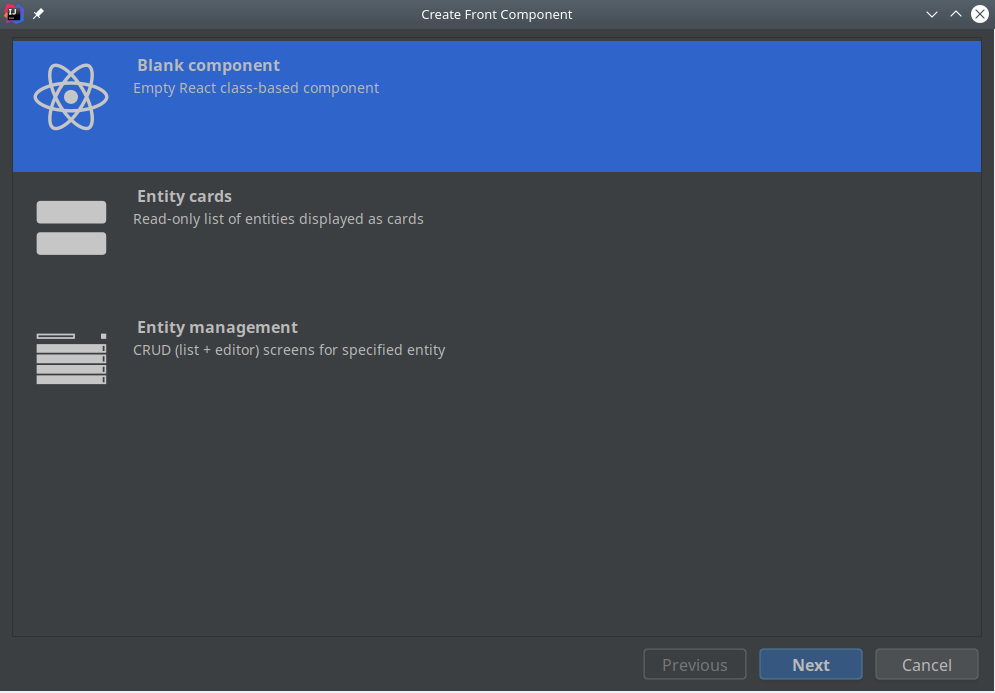 Create Front Component
Blank component
Empty React class-based component
Entity cards
Read-only list of entities displayed as cards
Entity management
CRUD (list + editor) screens for specified entity
Previous Next Cancel